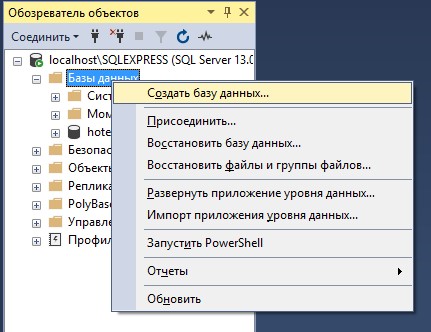 Обозреватель объектов
Соединить
localhost\SQLEXPRESS (SQL Server 13.0
Базы данных
Создать базу данных...
Присоединить...
Восстановить базу данных...
Восстановить файлы и группы файлов...
Развернуть приложение уровня данных...
Импорт приложения уровня данных...
Запустить PowerShell
Отчеты
Обновить
Сист
Мом
hote
Безопас
Объекты
Реплика
PolyBase
Управле
Профил